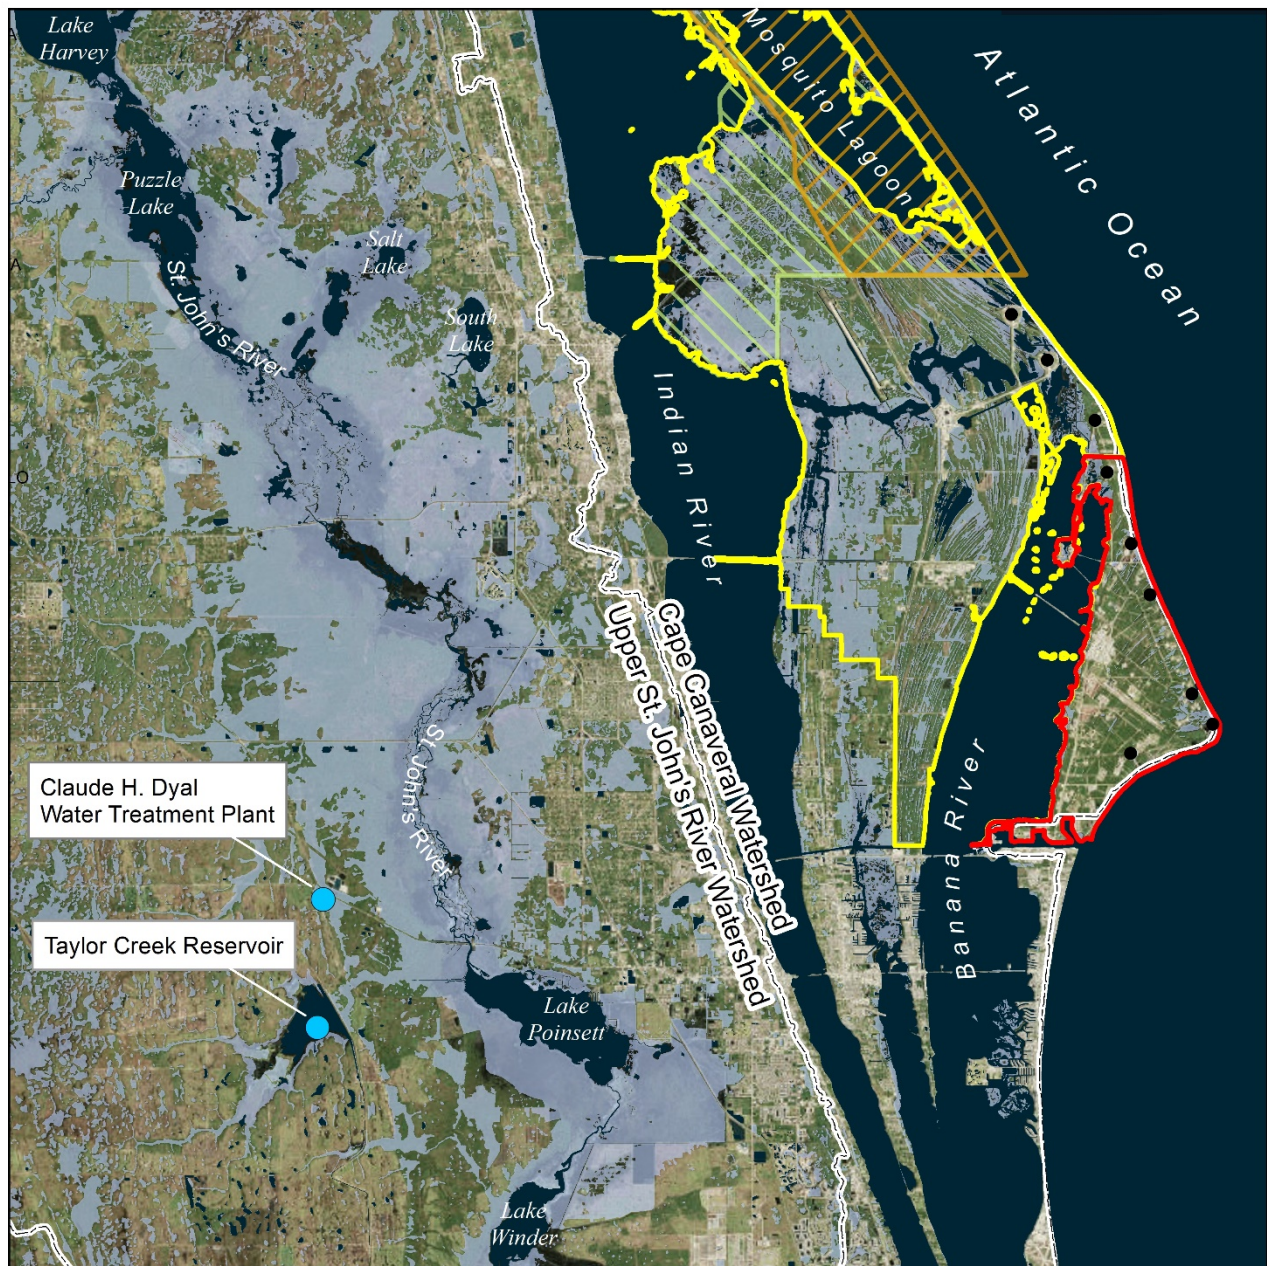 Lake
Harvey
Mosquito Lagoon
Atlantic Ocean
Puzzle
Lake
Salt
Lake
St. John's River
South
Lake
Indian River
Cape Canaveral Watershed
Upper St. John's River Watershed
St. John's River
Claude H. Dyal
Water Treatment Plant
Banana River
Taylor Creek Reservoir
Lake
Poinsett
Lake
Winder